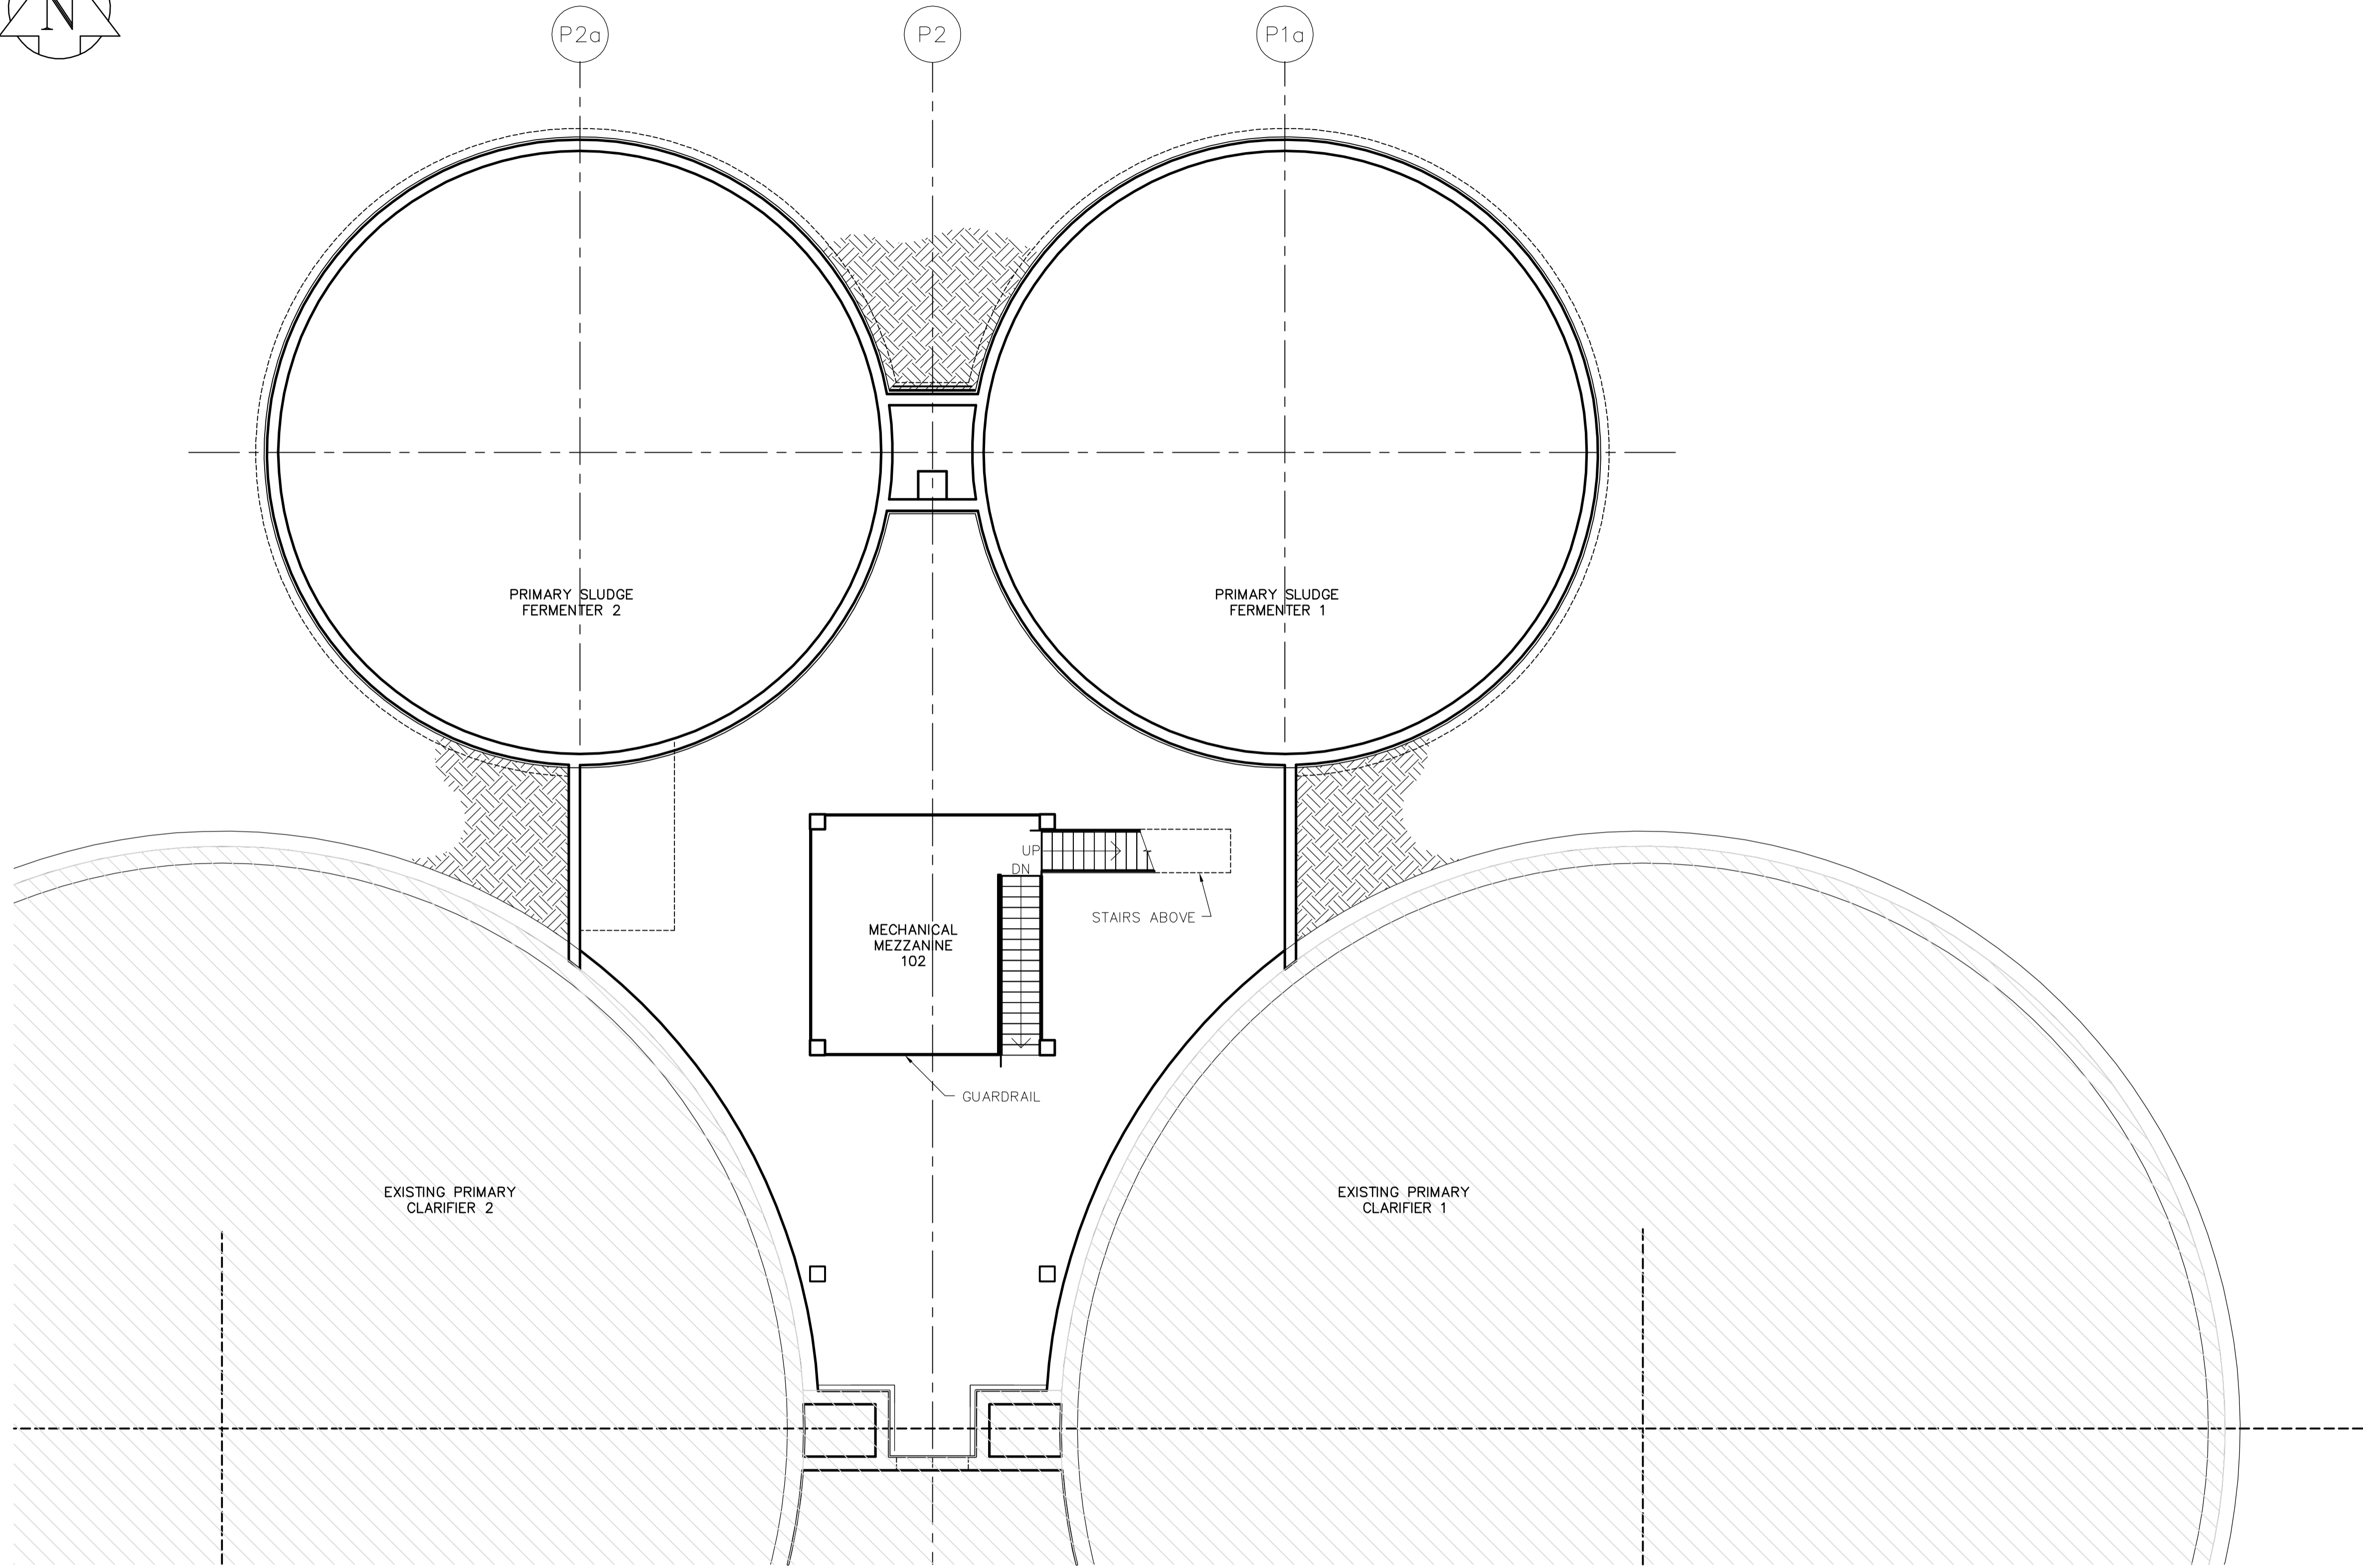 N
P2a
P2
P1a
PRIMARY SLUDGE
FERMENTER 2
PRIMARY SLUDGE
FERMENTER 1
UP
DN
STAIRS ABOVE
MECHANICAL
MEZZANINE
102
GUARDRAIL
EXISTING PRIMARY
CLARIFIER 2
EXISTING PRIMARY
CLARIFIER 1